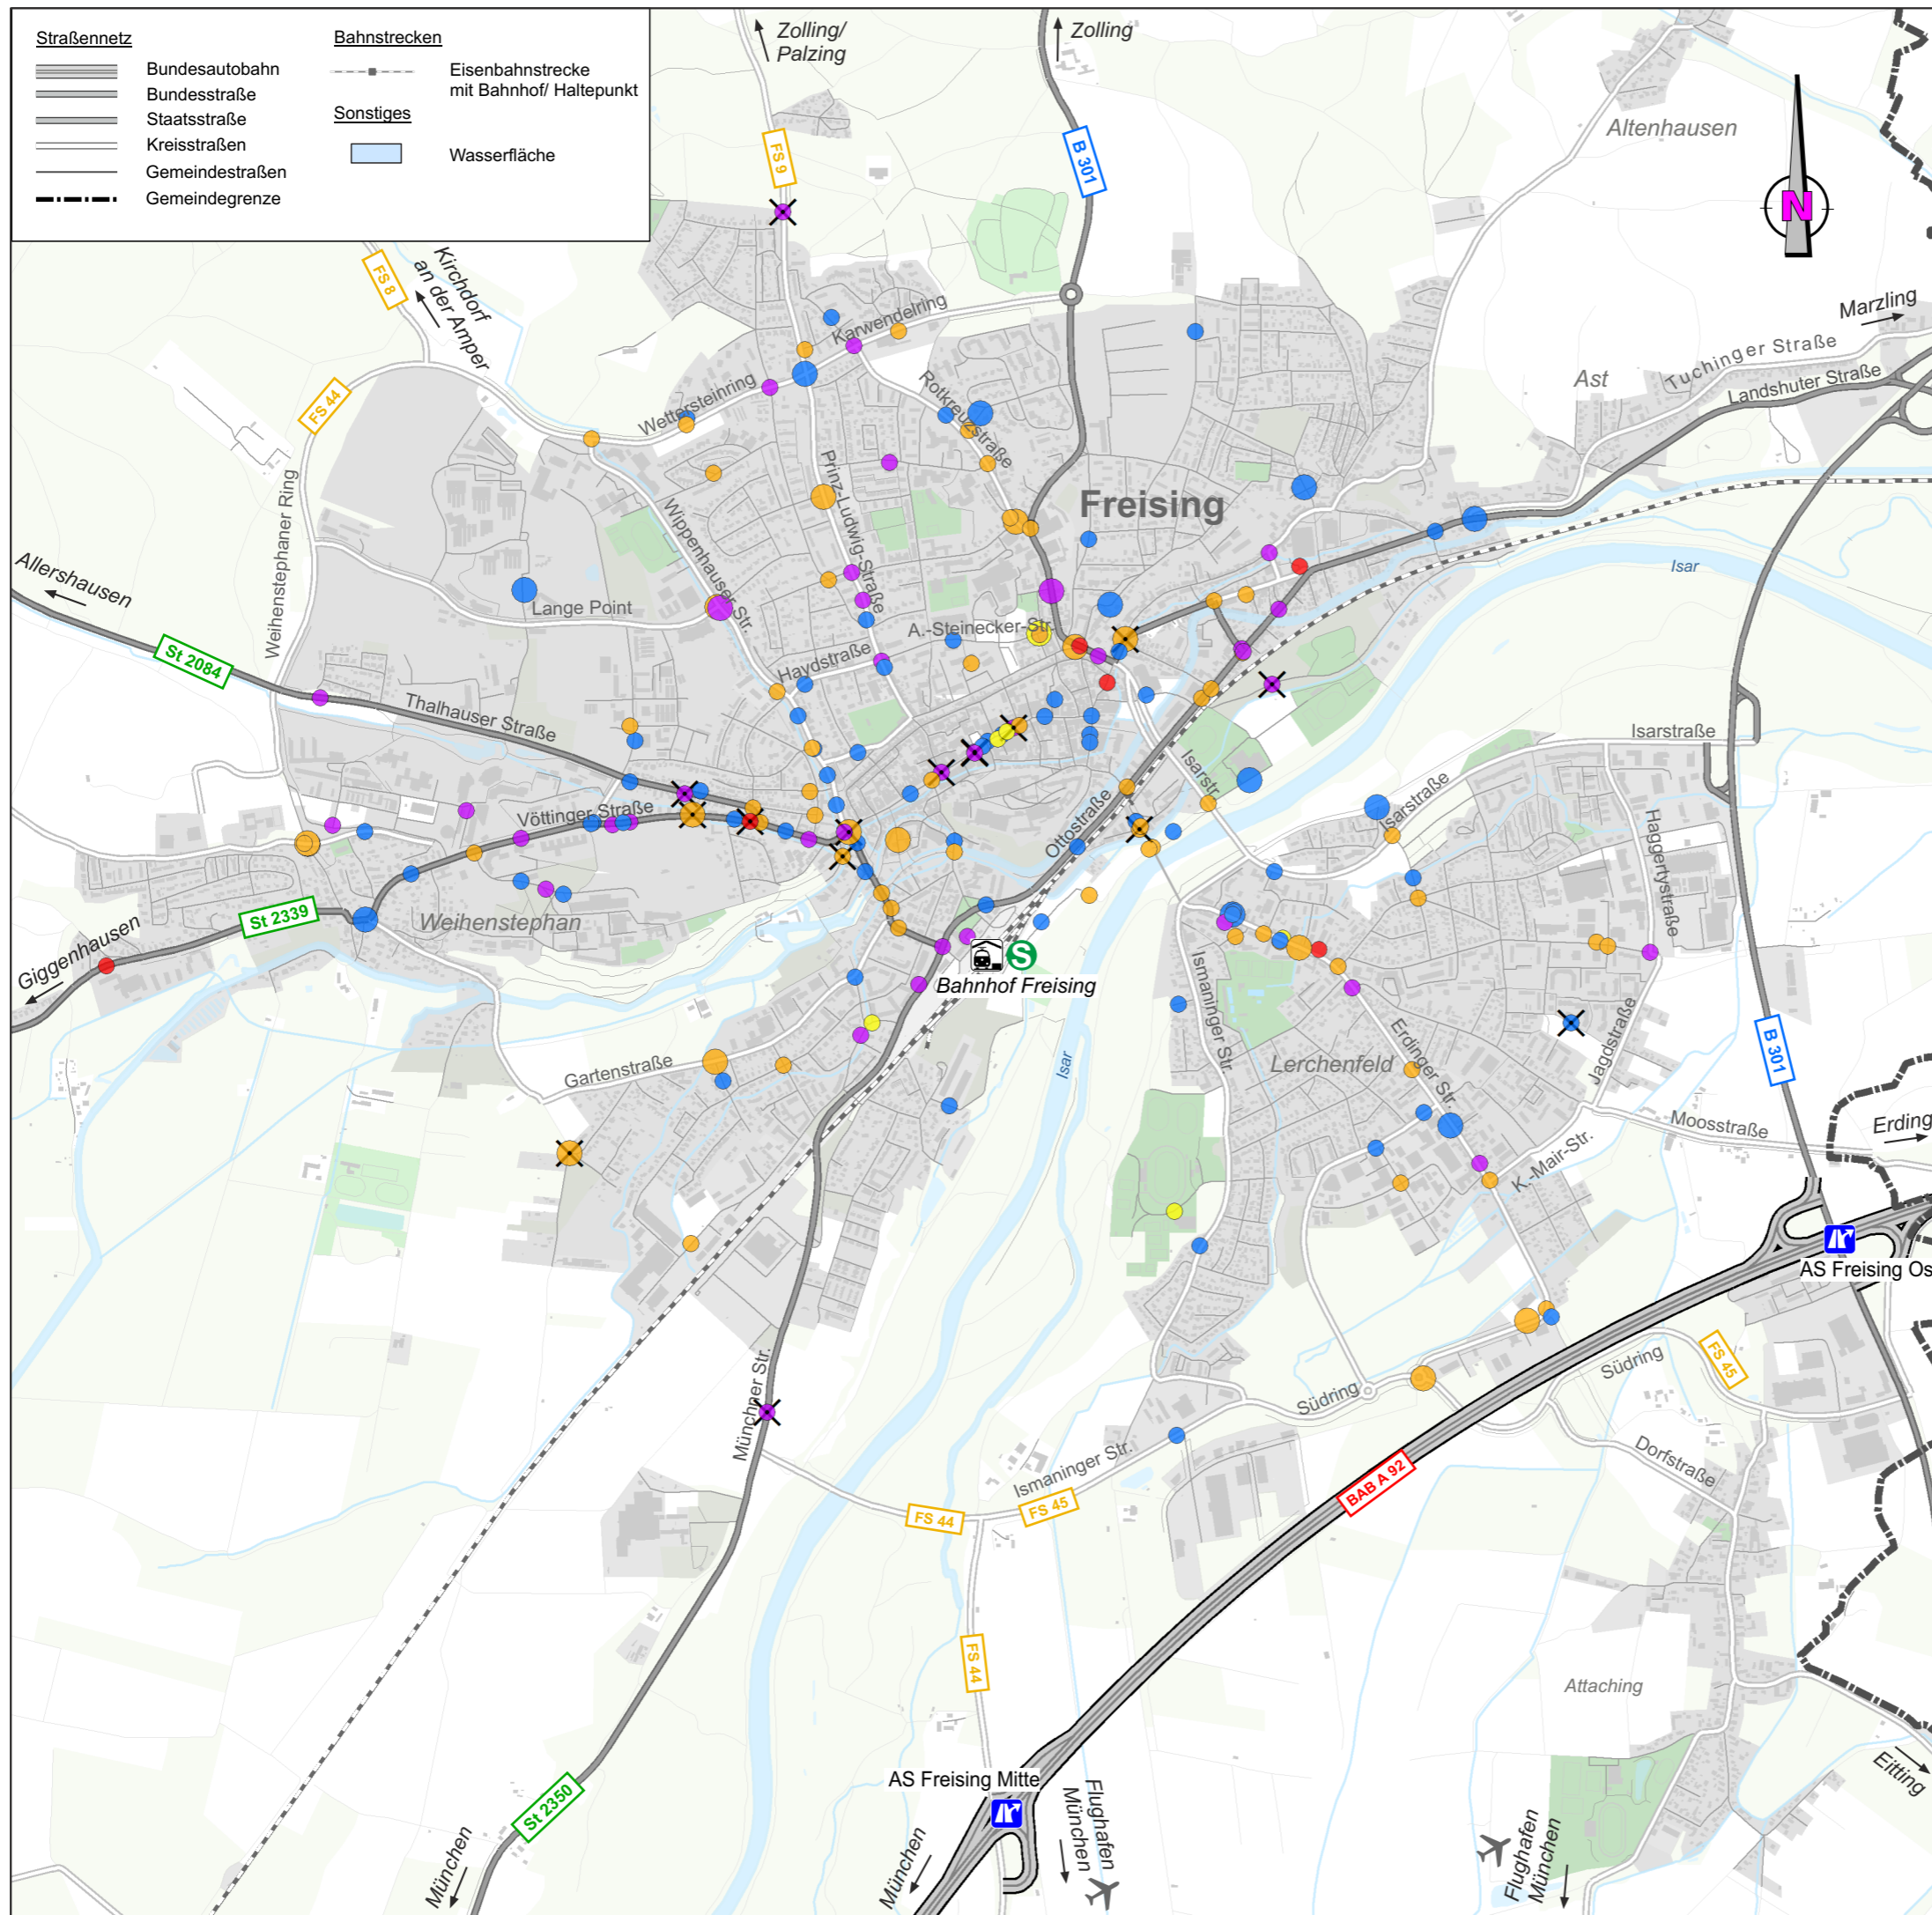 Straßennetz
Bundesautobahn
Bundesstraße
Staatsstraße
Kreisstraßen
Gemeindestraßen
Gemeindegrenze
Bahnstrecken
Eisenbahnstrecke
mit Bahnhof/ Haltepunkt
Sonstiges
Wasserfläche
Zolling/
Palzing
Zolling
FS 9
B 301
Altenhausen
N
FS 8
Kirchdorf
an der Amper
Karwendelring
Marzling
Tuchinger Straße
Landshuter Straße
Ast
FS 44
Wettersteinring
Rotkreuzstraße
Prinz-Ludwig-Straße
Freising
Weihenstephaner Ring
Wippenhauser Str.
Allershausen
Lange Point
Isar
A.-Steinecker-Str.
St 2084
Haydstraße
Thalhauser Straße
Isarstraße
Isarstr.
Vöttinger Straße
Ottostraße
Isarstraße
Haggertystraße
Weihenstephan
St 2339
Giggenhausen
S
Bahnhof Freising
Ismaninger Str.
Isar
Gartenstraße
Erdinger Str.
Lerchenfeld
Jagdstraße
B 301
Moosstraße
Erding
K.-Mair-Str.
AS Freising Os
Münchner Str.
Südring
Südring
FS 45
Ismaninger Str.
Dorfstraße
BAB A 92
FS 44
FS 45
FS 44
Attaching
Eitting
AS Freising Mitte
St 2350
München
München
Flughafen
München
Flughafen
München